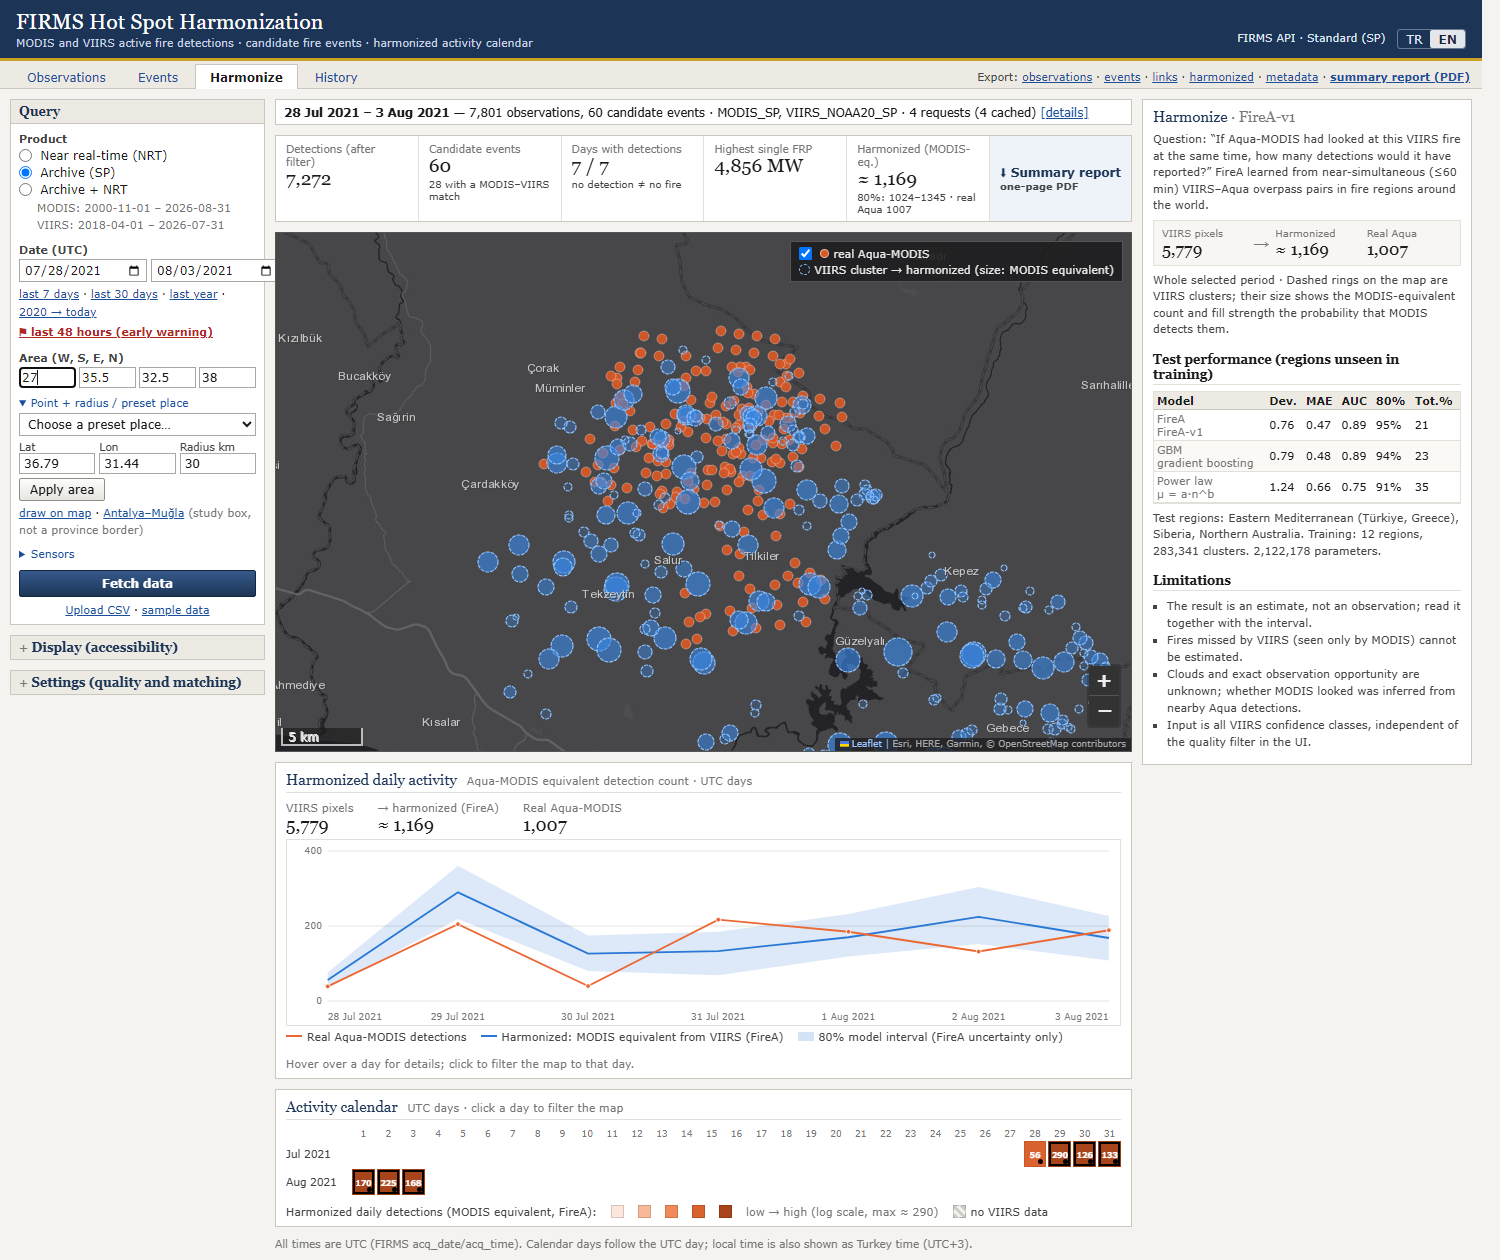 FIRMS Hot Spot Harmonization
MODIS and VIIRS active fire detections · candidate fire events · harmonized activity calendar
FIRMS API · Standard (SP)
TR EN
Observations Events Harmonize History
Export: observations · events · links · harmonized · metadata · summary report (PDF)
Query
Product
Near real-time (NRT)
Archive (SP)
Archive + NRT
MODIS: 2000-11-01 – 2026-08-31
VIIRS: 2018-04-01 – 2026-07-31
Date (UTC)
07/28/2021 08/03/2021
last 7 days · last 30 days · last year ·
2020 → today
⚑ last 48 hours (early warning)
Area (W, S, E, N)
27 35.5 32.5 38
▾ Point + radius / preset place
Choose a preset place...
Lat Lon Radius km
36.79 31.44 30
Apply area
draw on map · Antalya–Muğla (study box,
not a province border)
▸ Sensors
Fetch data
Upload CSV · sample data
+ Display (accessibility)
+ Settings (quality and matching)
28 Jul 2021 – 3 Aug 2021 — 7,801 observations, 60 candidate events · MODIS_SP, VIIRS_NOAA20_SP · 4 requests (4 cached) [details]
Detections (after
filter)
7,272
Candidate events
60
28 with a MODIS–VIIRS
match
Days with detections
7 / 7
no detection ≠ no fire
Highest single FRP
4,856 MW
Harmonized (MODIS-
eq.)
≈ 1,169
80%: 1024–1345 · real
Aqua 1007
⬇ Summary report
one-page PDF
real Aqua-MODIS
VIIRS cluster → harmonized (size: MODIS equivalent)
Kızılbük
Bucakköy
Çorak
Müminler
Sarıhalille
Sağırin
Çardakköy
Salur
Tilkiler
Kepez
Tekzeytin
Güzelyalı
Ahmediye
Kısalar
Gebece
+
−
5 km
Leaflet | Esri, HERE, Garmin, © OpenStreetMap contributors
Harmonized daily activity Aqua-MODIS equivalent detection count · UTC days
VIIRS pixels → harmonized (FireA) Real Aqua-MODIS
5,779 ≈ 1,169 1,007
400
200
0
28 Jul 2021 29 Jul 2021 30 Jul 2021 31 Jul 2021 1 Aug 2021 2 Aug 2021 3 Aug 2021
Real Aqua-MODIS detections Harmonized: MODIS equivalent from VIIRS (FireA) 80% model interval (FireA uncertainty only)
Hover over a day for details; click to filter the map to that day.
Activity calendar UTC days · click a day to filter the map
1 2 3 4 5 6 7 8 9 10 11 12 13 14 15 16 17 18 19 20 21 22 23 24 25 26 27 28 29 30 31
Jul 2021 56 290 126 133
Aug 2021 170 225 168
Harmonized daily detections (MODIS equivalent, FireA): low → high (log scale, max ≈ 290) no VIIRS data
All times are UTC (FIRMS acq_date/acq_time). Calendar days follow the UTC day; local time is also shown as Turkey time (UTC+3).
Harmonize · FireA-v1
Question: “If Aqua-MODIS had looked at this VIIRS fire
at the same time, how many detections would it have
reported?” FireA learned from near-simultaneous (≤60
min) VIIRS–Aqua overpass pairs in fire regions around
the world.
VIIRS pixels → Harmonized Real Aqua
5,779 ≈ 1,169 1,007
Whole selected period · Dashed rings on the map are
VIIRS clusters; their size shows the MODIS-equivalent
count and fill strength the probability that MODIS
detects them.
Test performance (regions unseen in
training)
Model Dev. MAE AUC 80% Tot.%
FireA
FireA-v1 0.76 0.47 0.89 95% 21
GBM
gradient boosting 0.79 0.48 0.89 94% 23
Power law
μ = a·n^b 1.24 0.66 0.75 91% 35
Test regions: Eastern Mediterranean (Türkiye, Greece),
Siberia, Northern Australia. Training: 12 regions,
283,341 clusters. 2,122,178 parameters.
Limitations
▪ The result is an estimate, not an observation; read it
together with the interval.
▪ Fires missed by VIIRS (seen only by MODIS) cannot
be estimated.
▪ Clouds and exact observation opportunity are
unknown; whether MODIS looked was inferred from
nearby Aqua detections.
▪ Input is all VIIRS confidence classes, independent of
the quality filter in the UI.